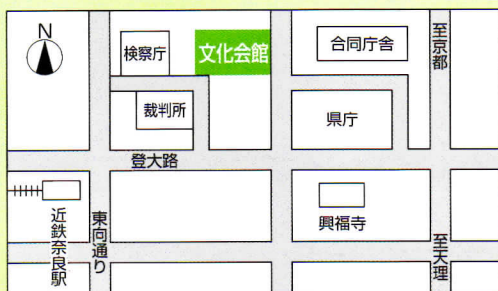 N
検察庁
文化会館
合同庁舎
至京都
裁判所
県庁
登大路
近鉄奈良駅
東向通り
興福寺
至天理